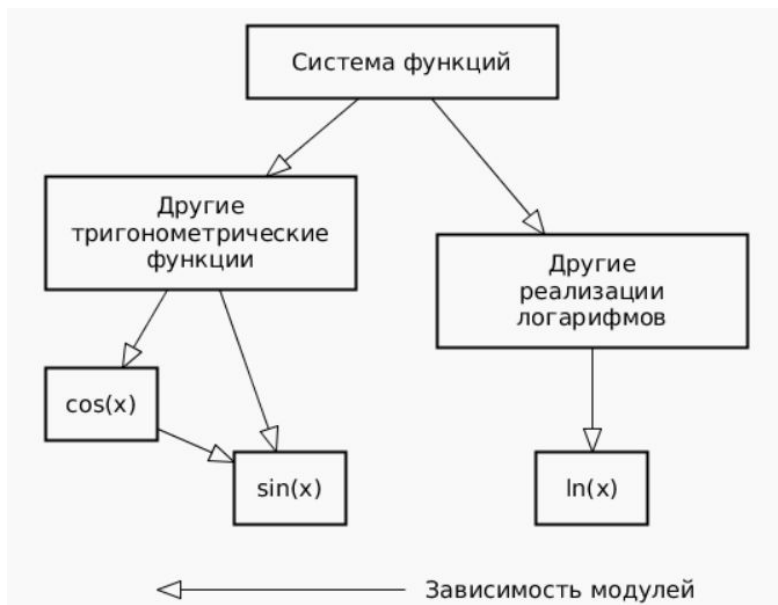 Система функций
Другие
тригонометрические
функции
Другие
реализации
логарифмов
cos(x)
sin(x)
ln(x)
Зависимость модулей